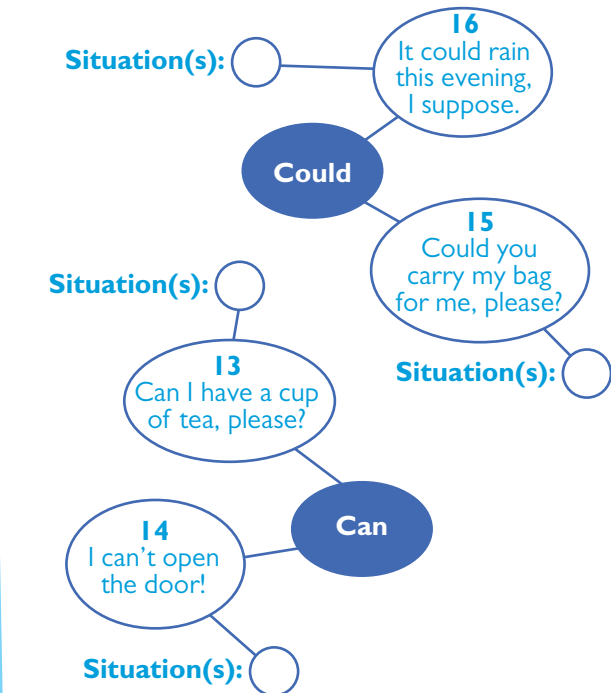 16
It could rain
this evening,
I suppose.
Situation(s):
Could
15
Could you
carry my bag
for me, please?
Situation(s):
Situation(s):
13
Can I have a cup
of tea, please?
Can
14
I can't open
the door!
Situation(s):